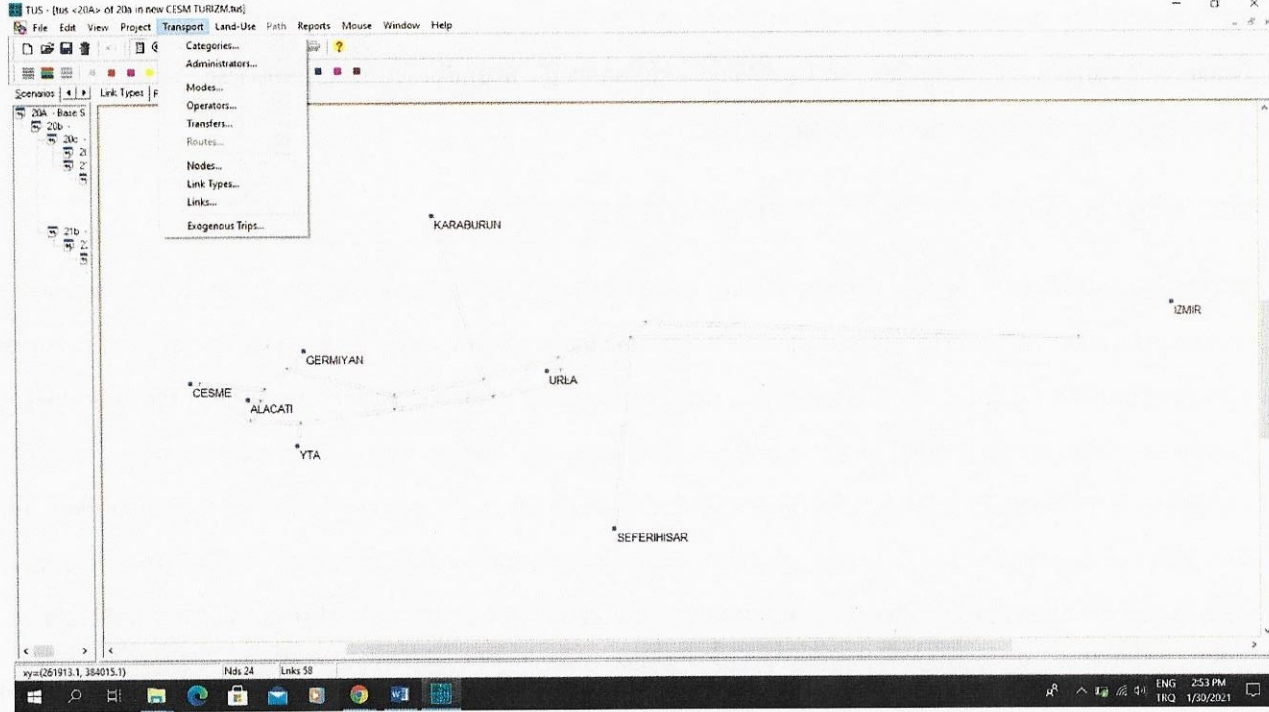 TUS - [tus <20A> of 20a in new CESM TURIZM.tus]
File Edit View Project Transport Land-Use Path Reports Mouse Window Help
Categories...
Administrators...
Modes...
Operators...
Transfers...
Routes...
Nodes...
Link Types...
Links...
Exogenous Trips...
Scenarios Link Types
20A - Base S
20b -
20c -
21b -
KARABURUN
IZMIR
GERMIYAN
CESME
URLA
ALACATI
YTA
SEFERIHISAR
xy=(261913.1, 384015.1) Nds 24 Lnks 58
ENG 2:53 PM
TRQ 1/30/2021